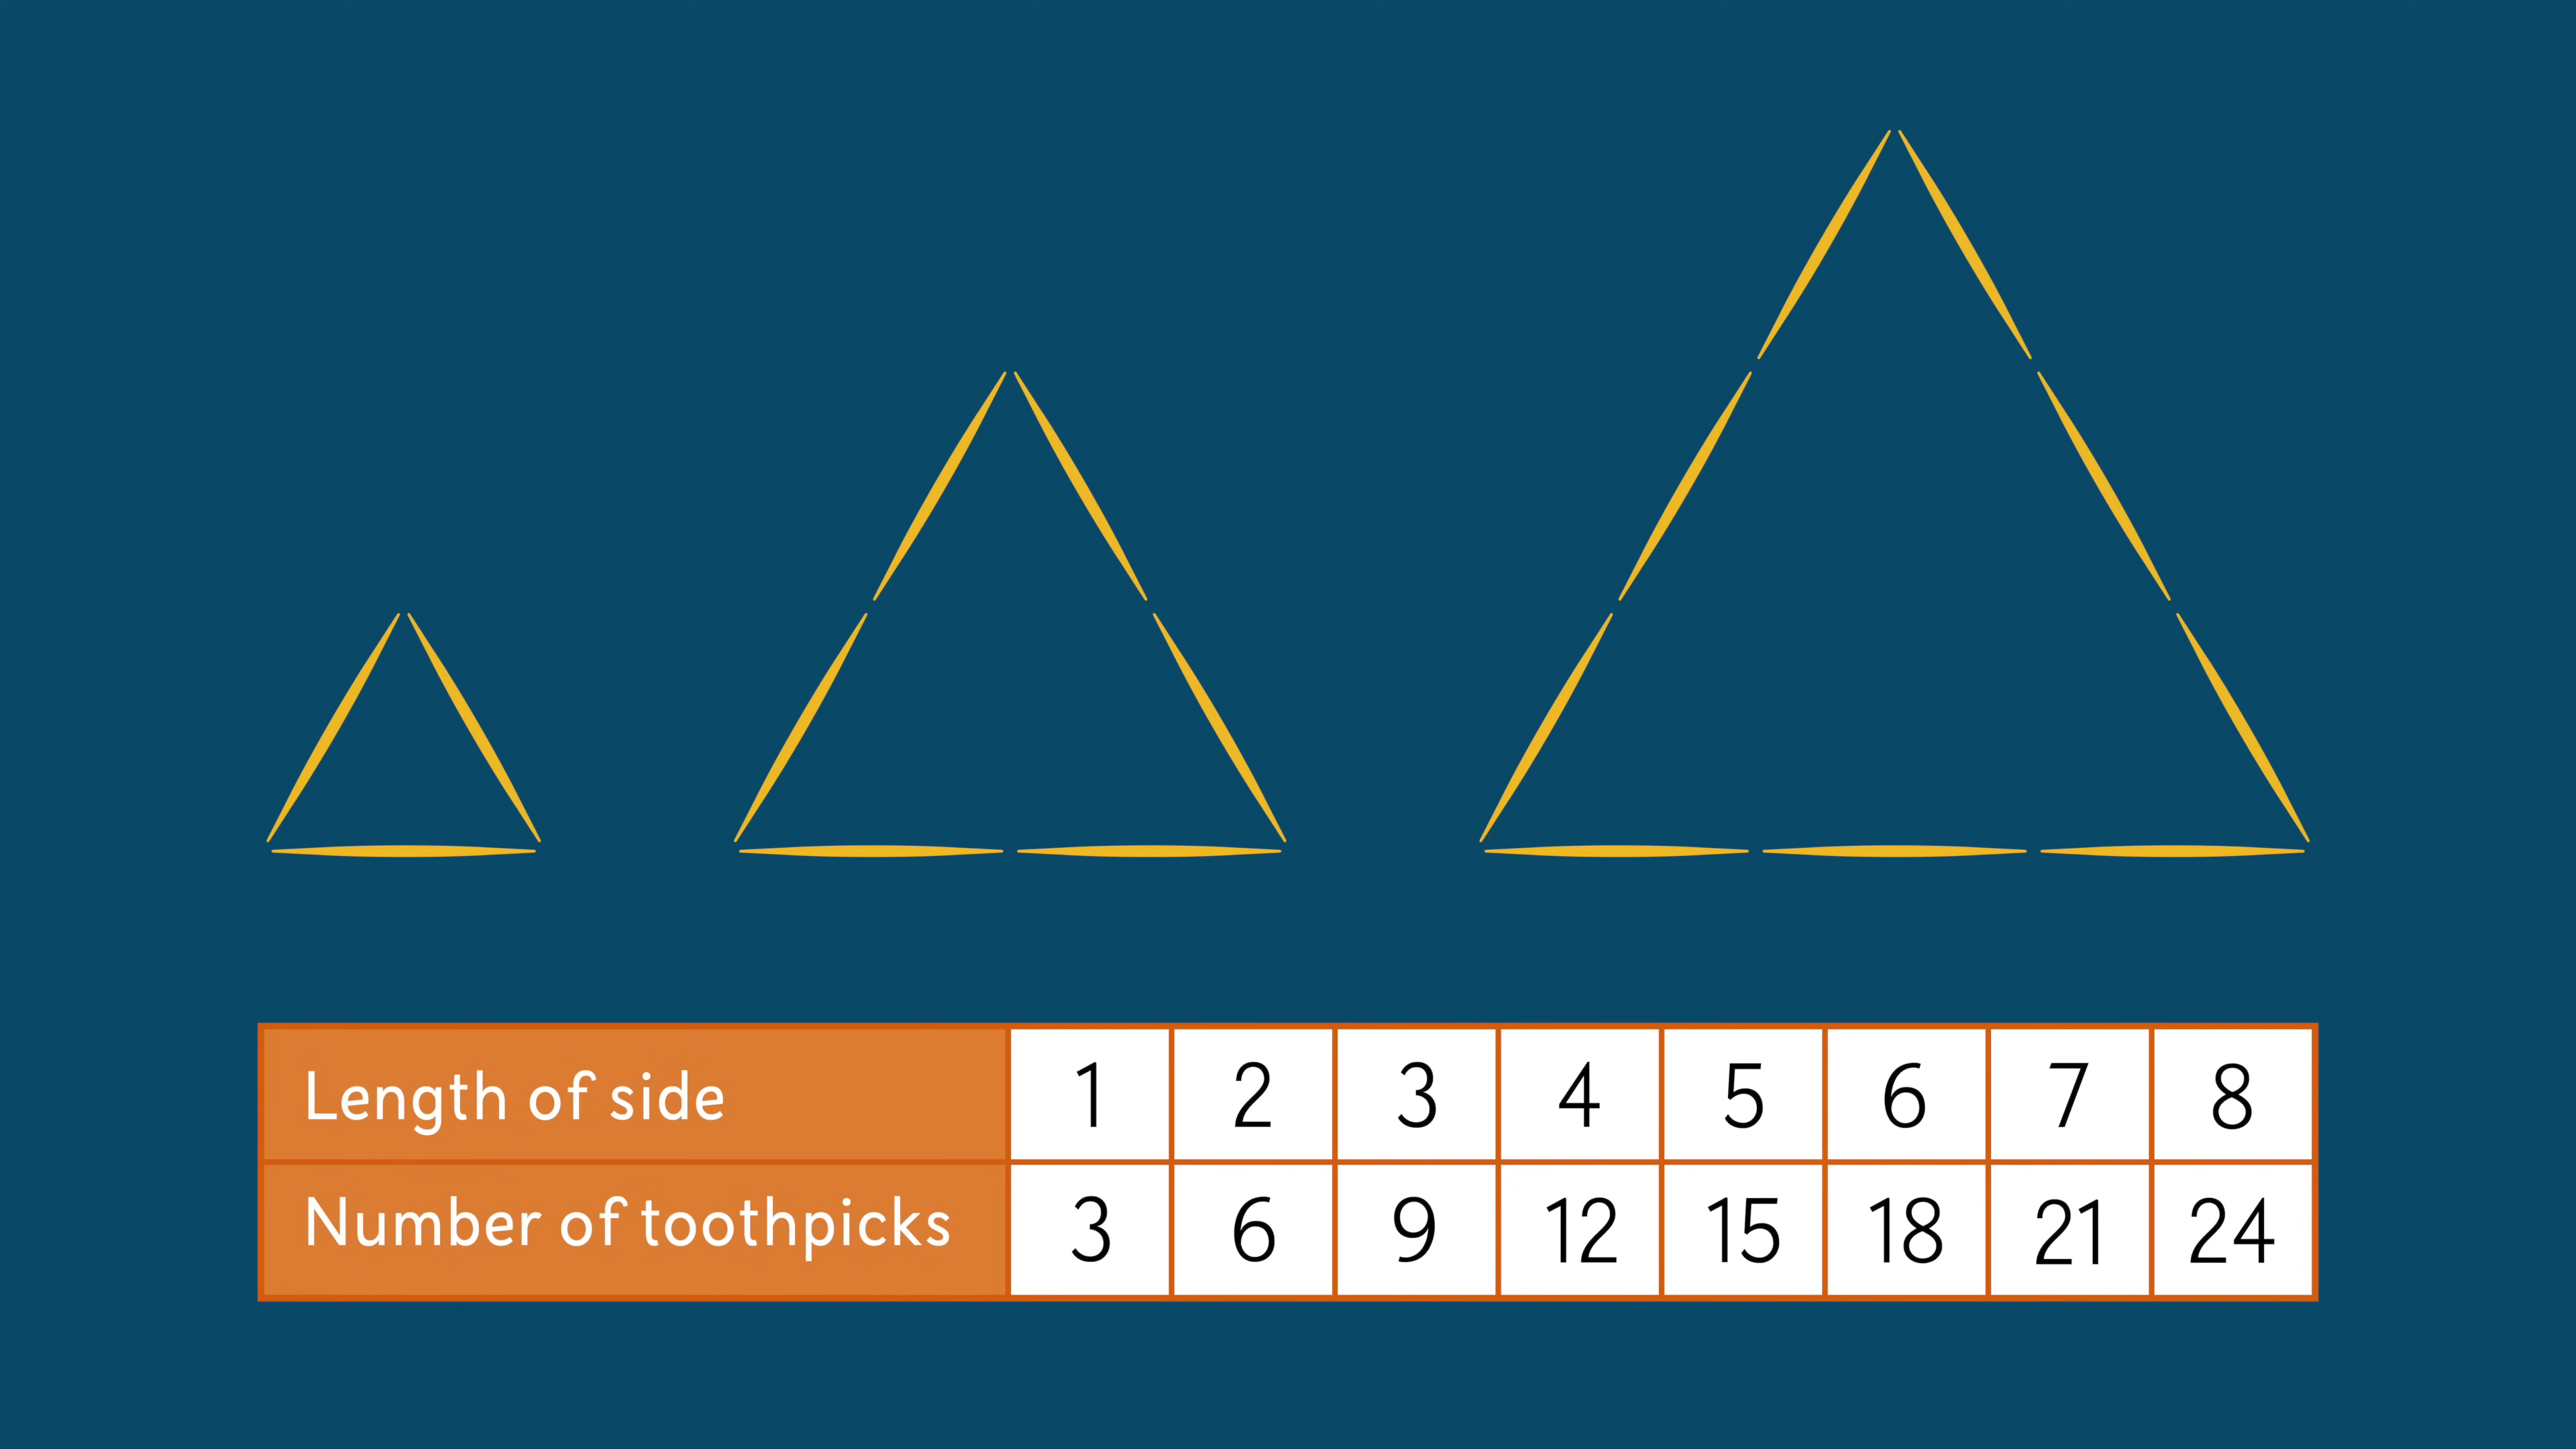 Length of side 1 2 3 4 5 6 7 8
Number of toothpicks 3 6 9 12 15 18 21 24